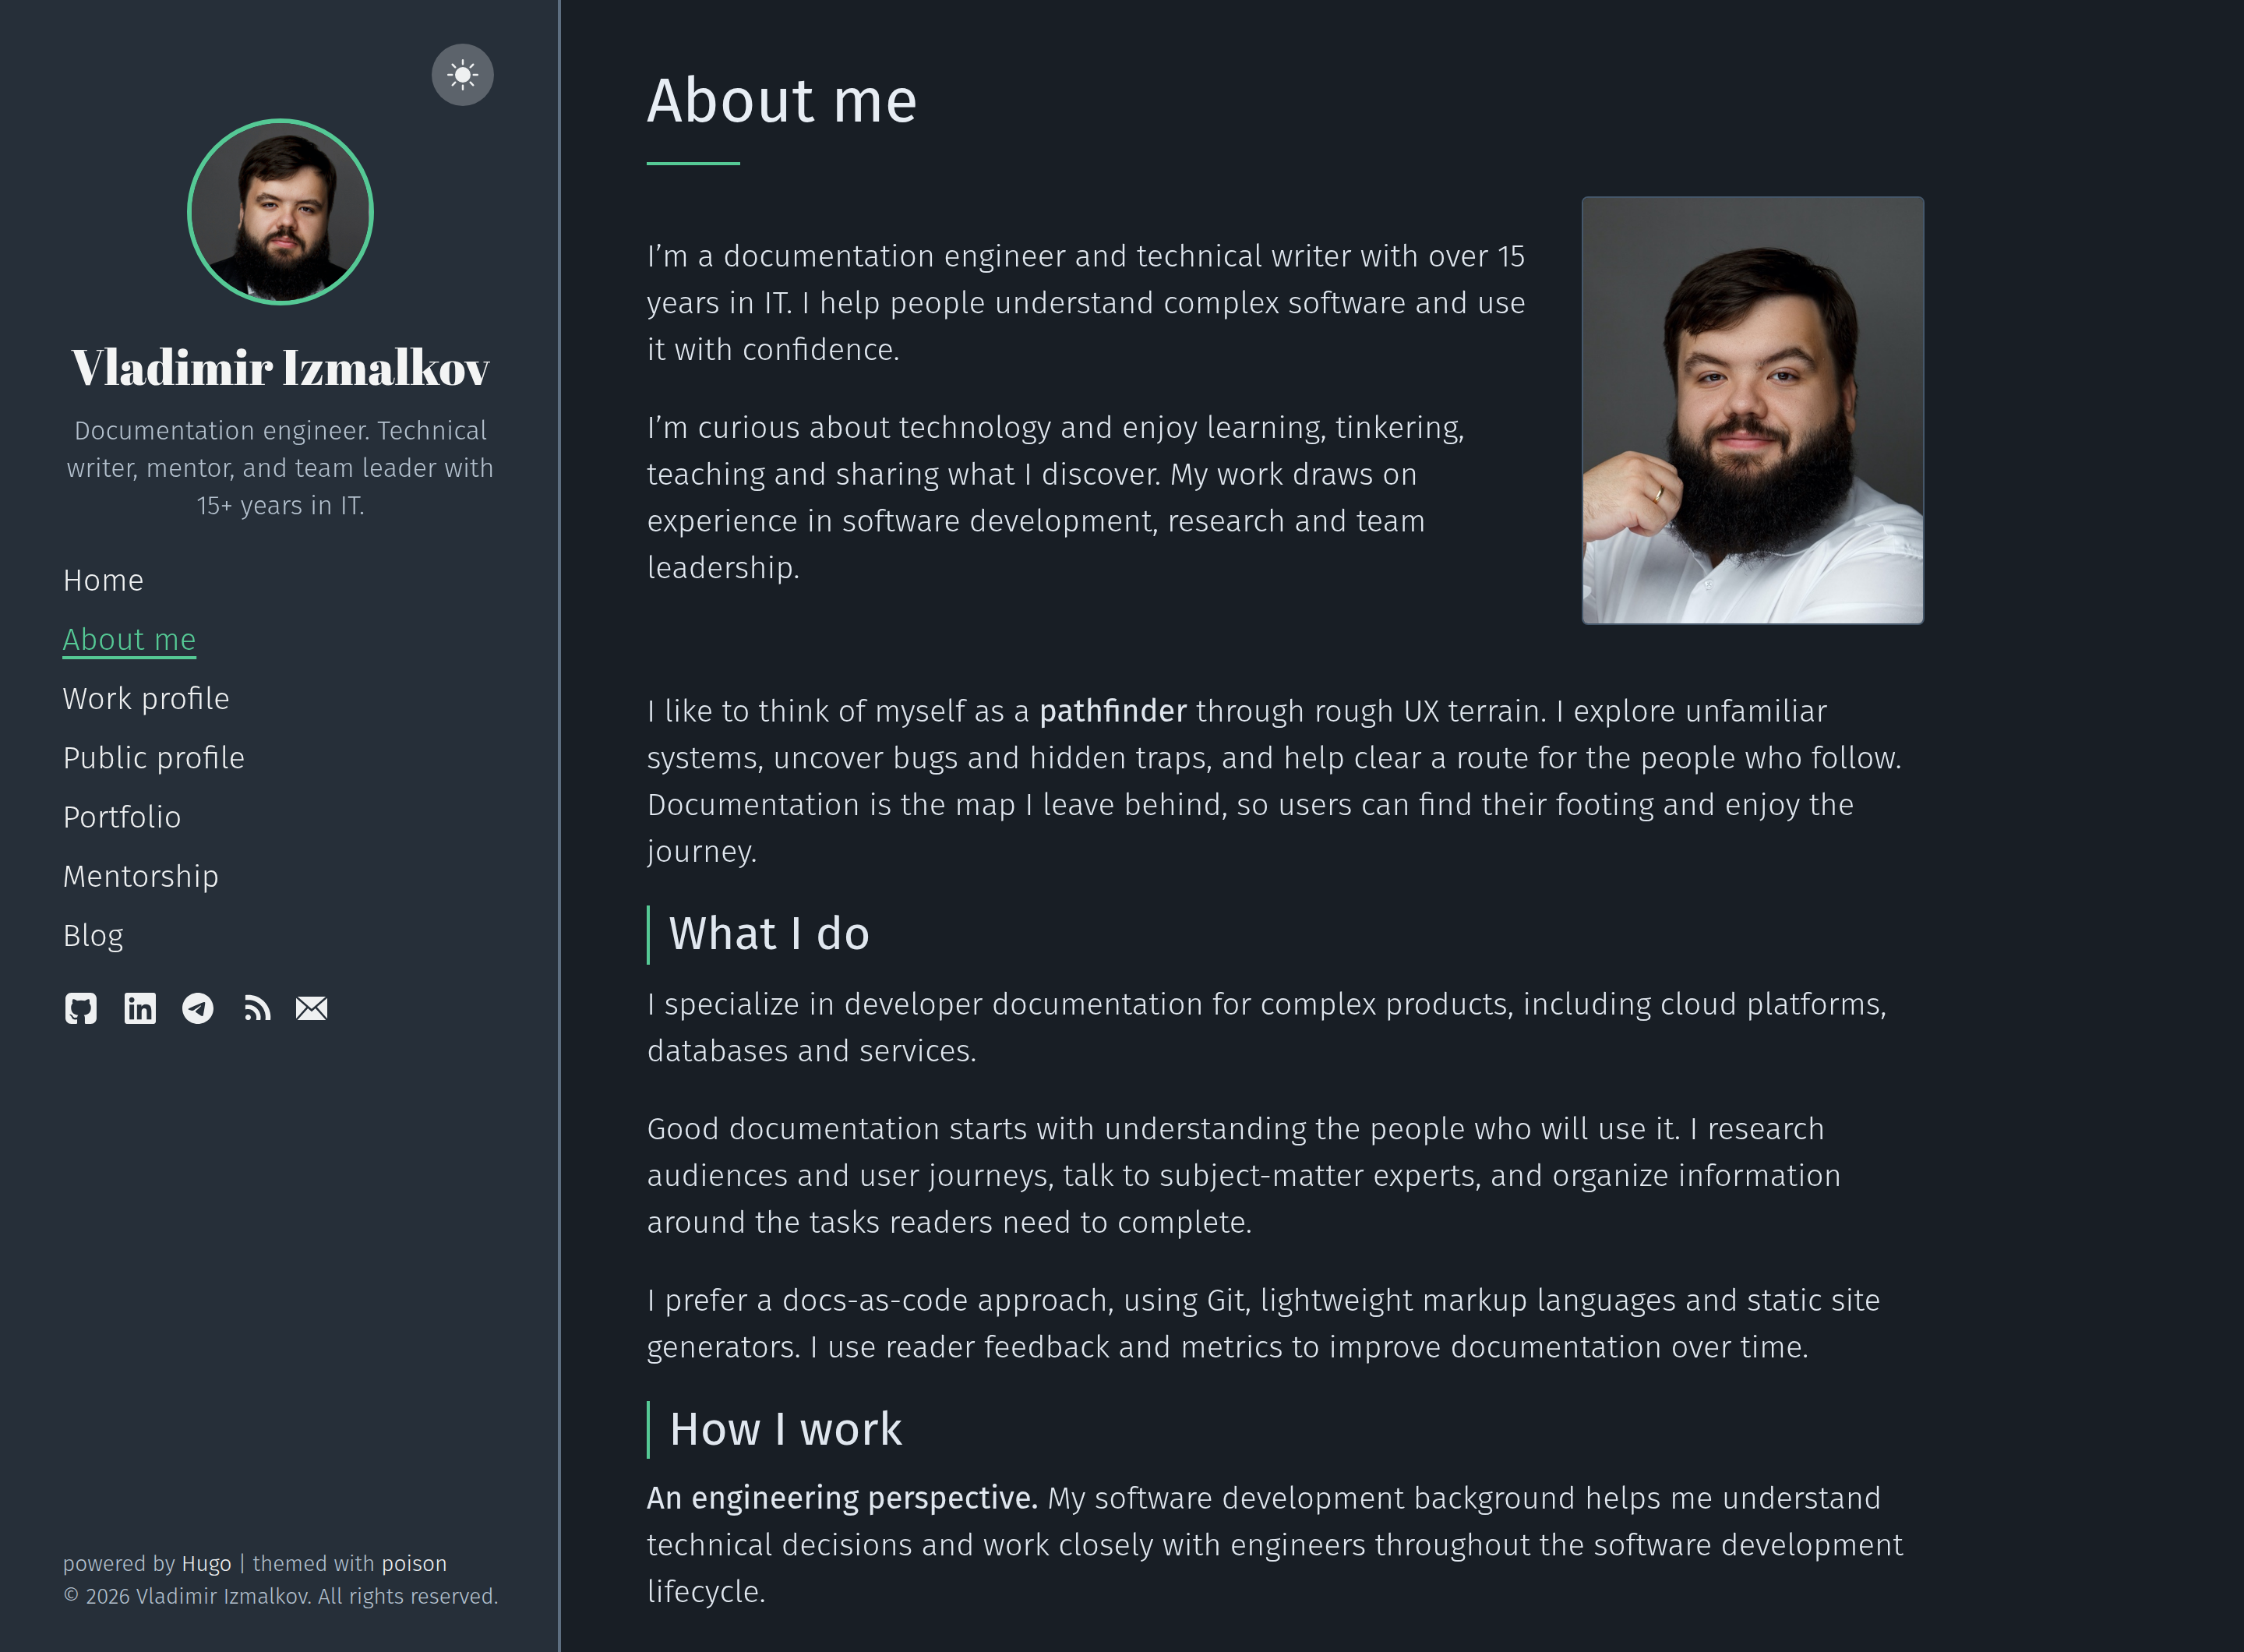 Vladimir Izmalkov
Documentation engineer. Technical
writer, mentor, and team leader with
15+ years in IT.
Home
About me
Work profile
Public profile
Portfolio
Mentorship
Blog
powered by Hugo | themed with poison
© 2026 Vladimir Izmalkov. All rights reserved.
About me
I’m a documentation engineer and technical writer with over 15
years in IT. I help people understand complex software and use
it with confidence.
I’m curious about technology and enjoy learning, tinkering,
teaching and sharing what I discover. My work draws on
experience in software development, research and team
leadership.
I like to think of myself as a pathfinder through rough UX terrain. I explore unfamiliar
systems, uncover bugs and hidden traps, and help clear a route for the people who follow.
Documentation is the map I leave behind, so users can find their footing and enjoy the
journey.
What I do
I specialize in developer documentation for complex products, including cloud platforms,
databases and services.
Good documentation starts with understanding the people who will use it. I research
audiences and user journeys, talk to subject-matter experts, and organize information
around the tasks readers need to complete.
I prefer a docs-as-code approach, using Git, lightweight markup languages and static site
generators. I use reader feedback and metrics to improve documentation over time.
How I work
An engineering perspective. My software development background helps me understand
technical decisions and work closely with engineers throughout the software development
lifecycle.